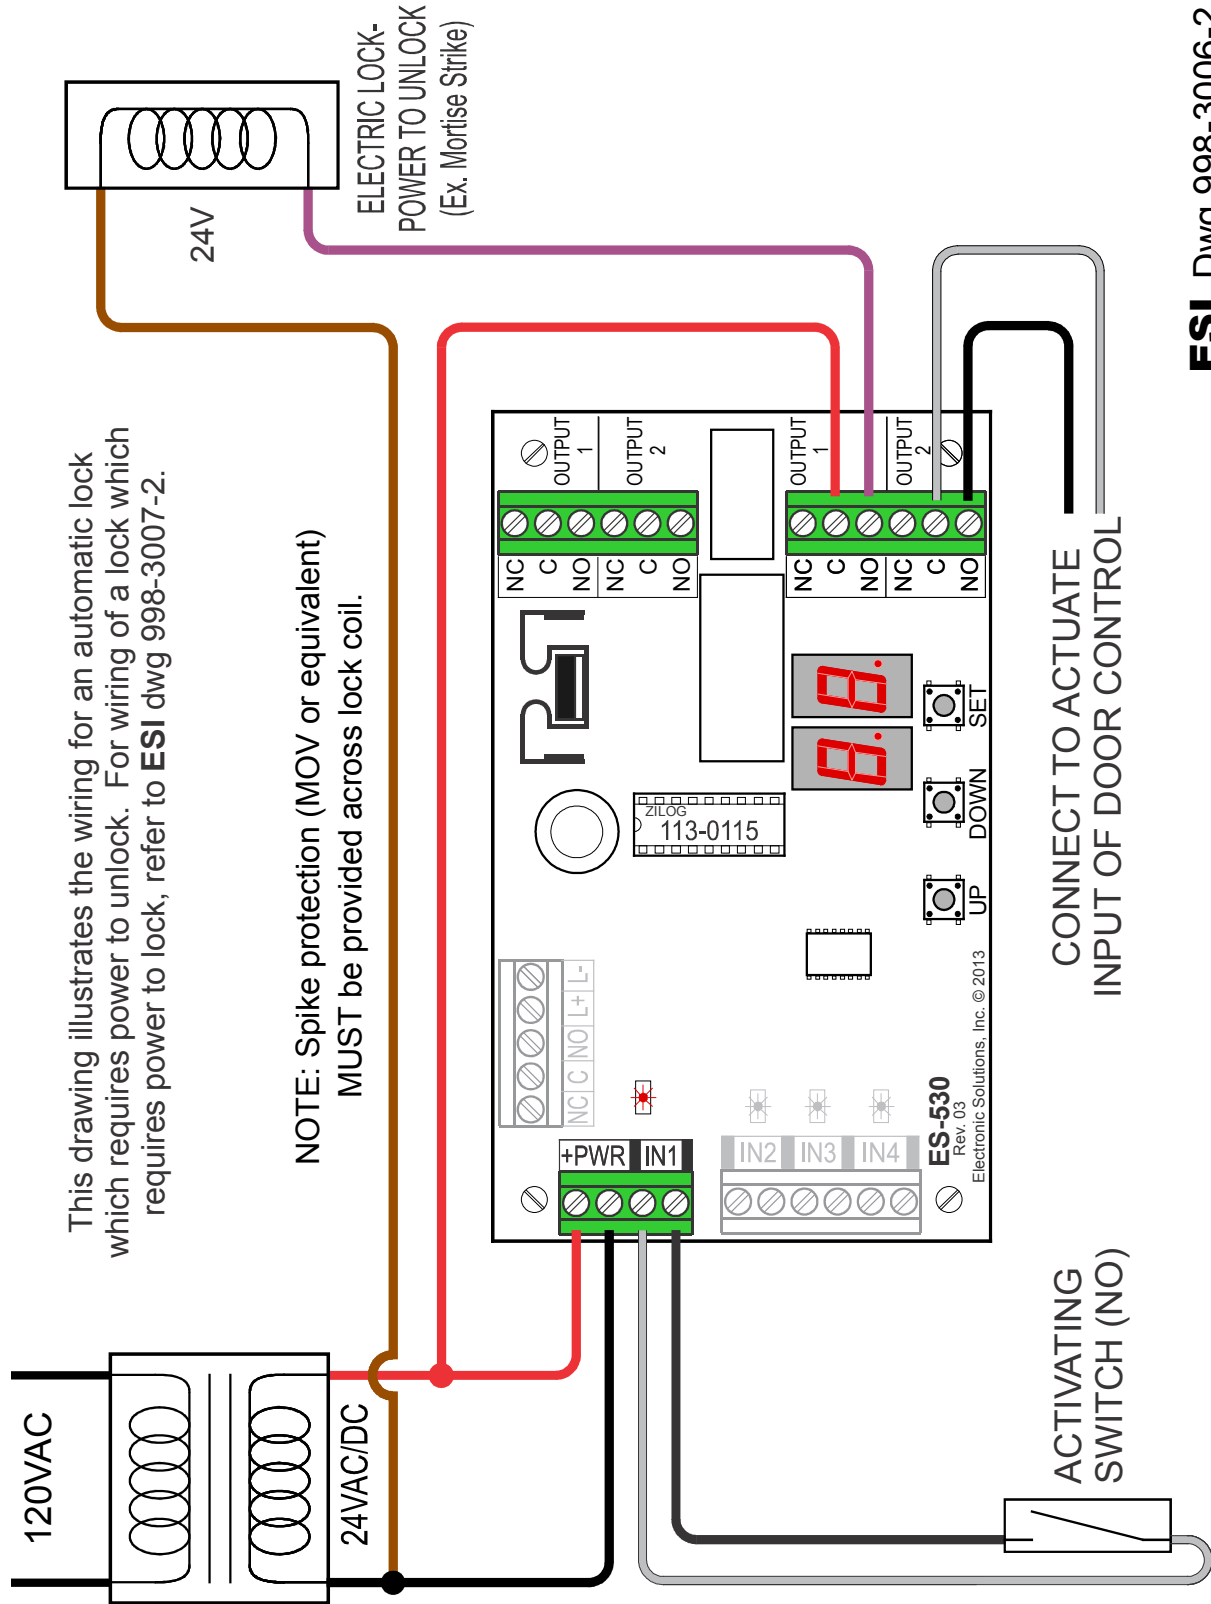 This drawing illustrates the wiring for an automatic lock
which requires power to unlock. For wiring of a lock which
requires power to lock, refer to ESI dwg 998-3007-2.
NOTE: Spike protection (MOV or equivalent)
MUST be provided across lock coil.
120VAC
24VAC/DC
24V
ELECTRIC LOCK-
POWER TO UNLOCK
(Ex. Mortise Strike)
+PWR
IN1
NC
C
NO
L+
L-
IN2
IN3
IN4
ES-530
Rev. 03
Electronic Solutions, Inc. © 2013
ZILOG
113-0115
8.
8.
UP
DOWN
SET
NC
C
NO
NC
C
NO
OUTPUT
1
OUTPUT
2
NC
C
NO
NC
C
NO
OUTPUT
1
OUTPUT
2
ACTIVATING
SWITCH (NO)
CONNECT TO ACTUATE
INPUT OF DOOR CONTROL
ESI Dwg 998-3006-2